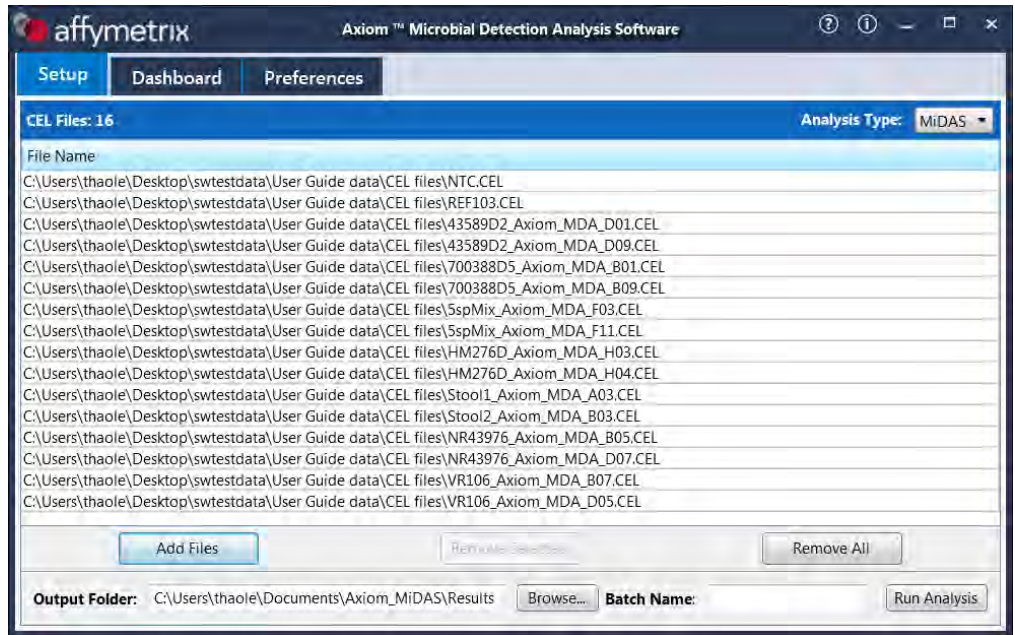 affymetrix Axiom ™ Microbial Detection Analysis Software
Setup Dashboard Preferences
CEL Files: 16 Analysis Type: MiDAS
File Name
C:\Users\thaole\Desktop\swtestdata\User Guide data\CEL files\NTC.CEL
C:\Users\thaole\Desktop\swtestdata\User Guide data\CEL files\REF103.CEL
C:\Users\thaole\Desktop\swtestdata\User Guide data\CEL files\43589D2_Axiom_MDA_D01.CEL
C:\Users\thaole\Desktop\swtestdata\User Guide data\CEL files\43589D2_Axiom_MDA_D09.CEL
C:\Users\thaole\Desktop\swtestdata\User Guide data\CEL files\700388D5_Axiom_MDA_B01.CEL
C:\Users\thaole\Desktop\swtestdata\User Guide data\CEL files\700388D5_Axiom_MDA_B09.CEL
C:\Users\thaole\Desktop\swtestdata\User Guide data\CEL files\5spMix_Axiom_MDA_F03.CEL
C:\Users\thaole\Desktop\swtestdata\User Guide data\CEL files\5spMix_Axiom_MDA_F11.CEL
C:\Users\thaole\Desktop\swtestdata\User Guide data\CEL files\HM276D_Axiom_MDA_H03.CEL
C:\Users\thaole\Desktop\swtestdata\User Guide data\CEL files\HM276D_Axiom_MDA_H04.CEL
C:\Users\thaole\Desktop\swtestdata\User Guide data\CEL files\Stool1_Axiom_MDA_A03.CEL
C:\Users\thaole\Desktop\swtestdata\User Guide data\CEL files\Stool2_Axiom_MDA_B03.CEL
C:\Users\thaole\Desktop\swtestdata\User Guide data\CEL files\NR43976_Axiom_MDA_B05.CEL
C:\Users\thaole\Desktop\swtestdata\User Guide data\CEL files\NR43976_Axiom_MDA_D07.CEL
C:\Users\thaole\Desktop\swtestdata\User Guide data\CEL files\VR106_Axiom_MDA_B07.CEL
C:\Users\thaole\Desktop\swtestdata\User Guide data\CEL files\VR106_Axiom_MDA_D05.CEL
Add Files Remove All
Output Folder: C:\Users\thaole\Documents\Axiom_MiDAS\Results Browse... Batch Name: Run Analysis